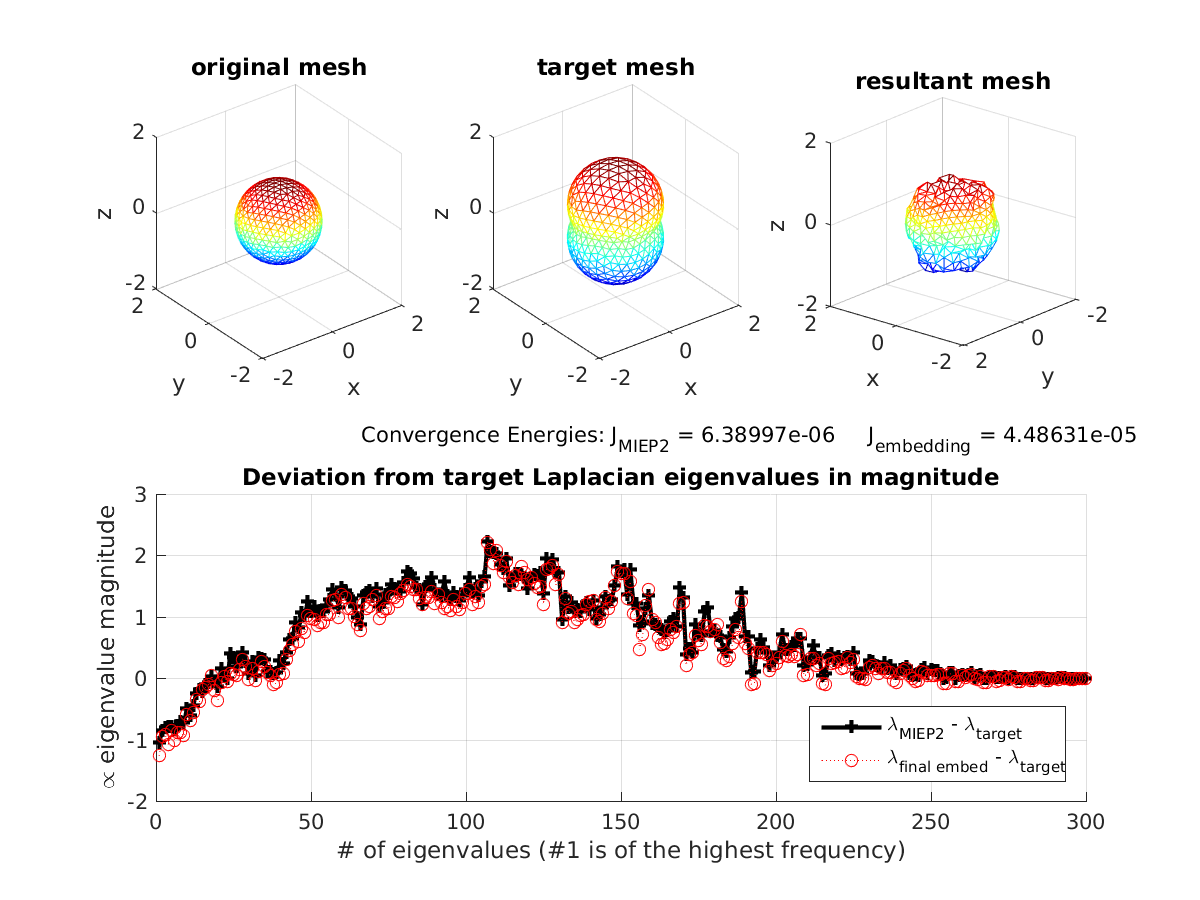 original mesh
target mesh
resultant mesh
2
0
-2
z
2
0
-2
y
-2
0
2
x
2
0
-2
z
2
0
-2
y
-2
0
2
x
2
0
-2
z
2
0
-2
x
2
0
-2
y
Convergence Energies: J_MIEP2 = 6.38997e-06 J_embedding = 4.48631e-05
Deviation from target Laplacian eigenvalues in magnitude
∝ eigenvalue magnitude
3
2
1
0
-1
-2
λ_MIEP2 - λ_target
λ_final embed - λ_target
0 50 100 150 200 250 300
# of eigenvalues (#1 is of the highest frequency)